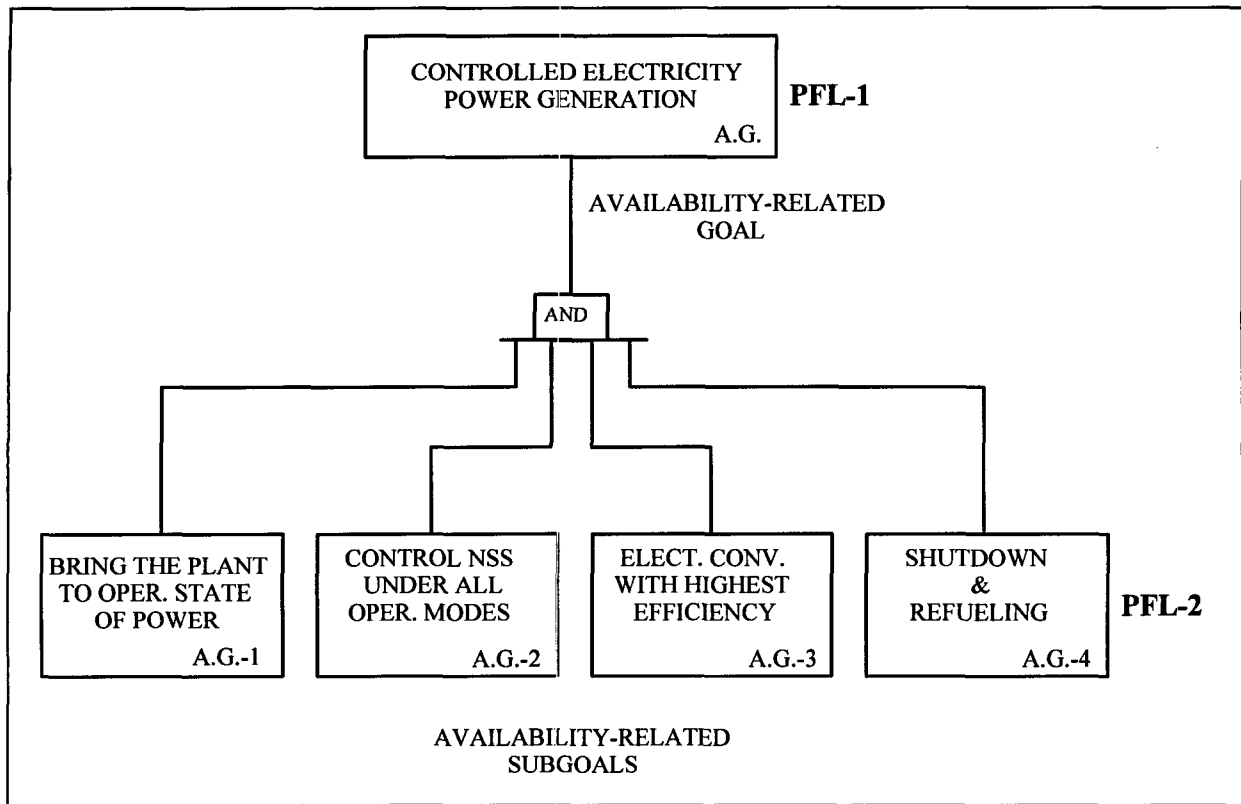 CONTROLLED ELECTRICITY
POWER GENERATION
A.G.
PFL-1
AVAILABILITY-RELATED
GOAL
AND
BRING THE PLANT
TO OPER. STATE
OF POWER
A.G.-1
CONTROL NSS
UNDER ALL
OPER. MODES
A.G.-2
ELECT. CONV.
WITH HIGHEST
EFFICIENCY
A.G.-3
SHUTDOWN
&
REFUELING
A.G.-4
PFL-2
AVAILABILITY-RELATED
SUBGOALS